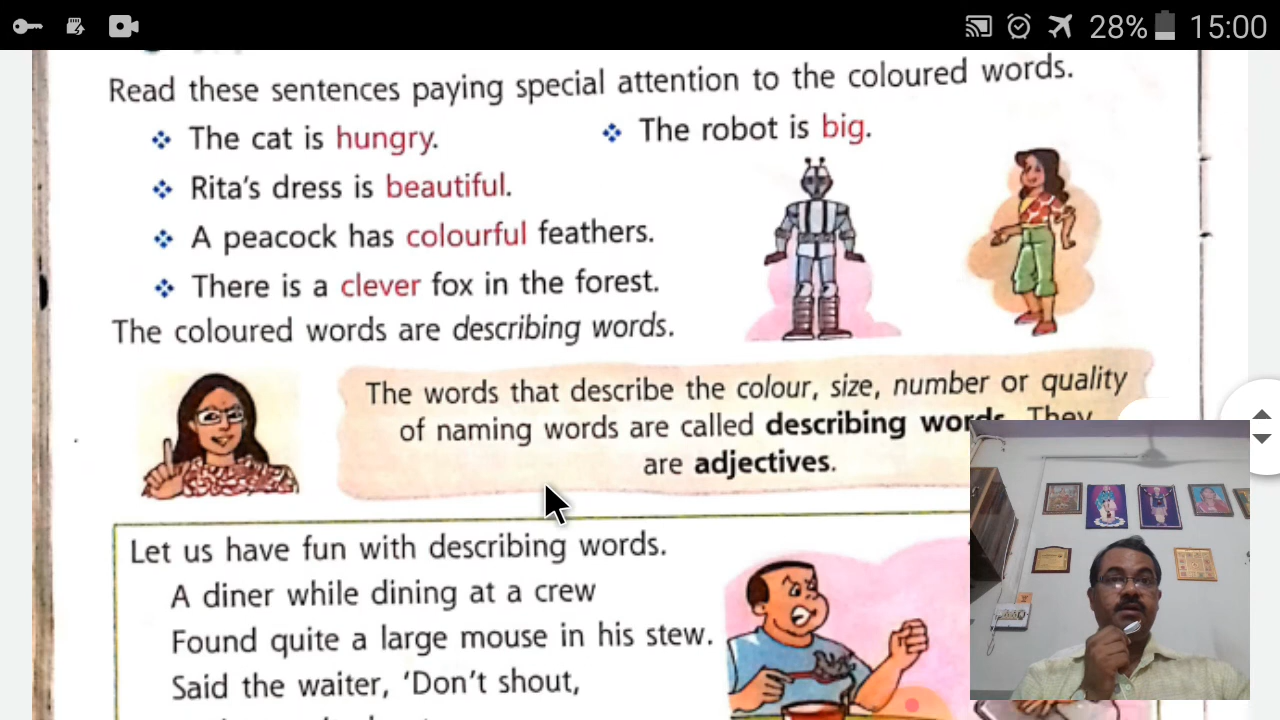 28% 15:00
Read these sentences paying special attention to the coloured words.
The cat is hungry.
The robot is big.
Rita's dress is beautiful.
A peacock has colourful feathers.
There is a clever fox in the forest.
The coloured words are describing words.
The words that describe the colour, size, number or quality
of naming words are called describing words. They
are adjectives.
Let us have fun with describing words.
A diner while dining at a crew
Found quite a large mouse in his stew.
Said the waiter, 'Don't shout,